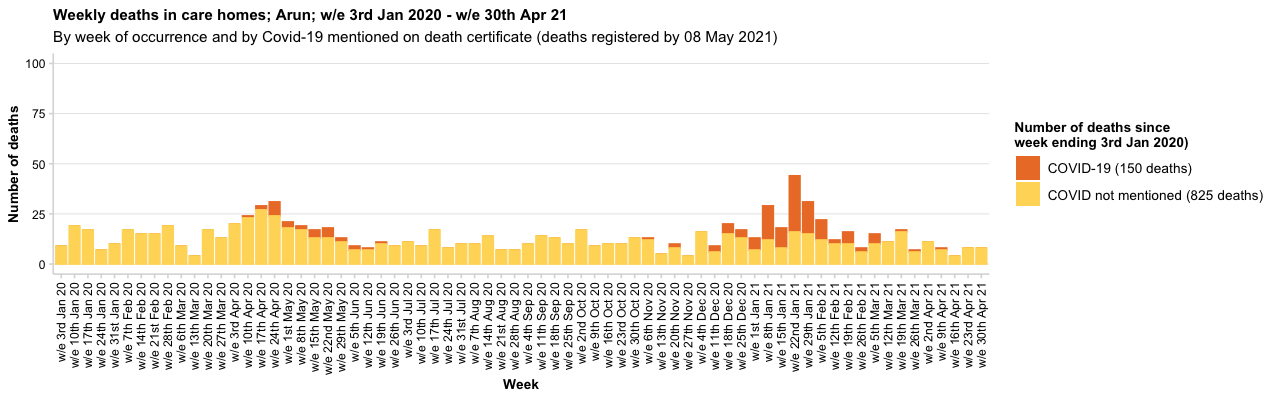 Weekly deaths in care homes; Arun; w/e 3rd Jan 2020 - w/e 30th Apr 21
By week of occurrence and by Covid-19 mentioned on death certificate (deaths registered by 08 May 2021)
Number of deaths
100
75
50
25
0
w/e 3rd Jan 20
w/e 10th Jan 20
w/e 17th Jan 20
w/e 24th Jan 20
w/e 31st Jan 20
w/e 7th Feb 20
w/e 14th Feb 20
w/e 21st Feb 20
w/e 28th Feb 20
w/e 6th Mar 20
w/e 13th Mar 20
w/e 20th Mar 20
w/e 27th Mar 20
w/e 3rd Apr 20
w/e 10th Apr 20
w/e 17th Apr 20
w/e 24th Apr 20
w/e 1st May 20
w/e 8th May 20
w/e 15th May 20
w/e 22nd May 20
w/e 29th May 20
w/e 5th Jun 20
w/e 12th Jun 20
w/e 19th Jun 20
w/e 26th Jun 20
w/e 3rd Jul 20
w/e 10th Jul 20
w/e 17th Jul 20
w/e 24th Jul 20
w/e 31st Jul 20
w/e 7th Aug 20
w/e 14th Aug 20
w/e 21st Aug 20
w/e 28th Aug 20
w/e 4th Sep 20
w/e 11th Sep 20
w/e 18th Sep 20
w/e 25th Sep 20
w/e 2nd Oct 20
w/e 9th Oct 20
w/e 16th Oct 20
w/e 23rd Oct 20
w/e 30th Oct 20
w/e 6th Nov 20
w/e 13th Nov 20
w/e 20th Nov 20
w/e 27th Nov 20
w/e 4th Dec 20
w/e 11th Dec 20
w/e 18th Dec 20
w/e 25th Dec 20
w/e 1st Jan 21
w/e 8th Jan 21
w/e 15th Jan 21
w/e 22nd Jan 21
w/e 29th Jan 21
w/e 5th Feb 21
w/e 12th Feb 21
w/e 19th Feb 21
w/e 26th Feb 21
w/e 5th Mar 21
w/e 12th Mar 21
w/e 19th Mar 21
w/e 26th Mar 21
w/e 2nd Apr 21
w/e 9th Apr 21
w/e 16th Apr 21
w/e 23rd Apr 21
w/e 30th Apr 21
Week
Number of deaths since
week ending 3rd Jan 2020)
COVID-19 (150 deaths)
COVID not mentioned (825 deaths)